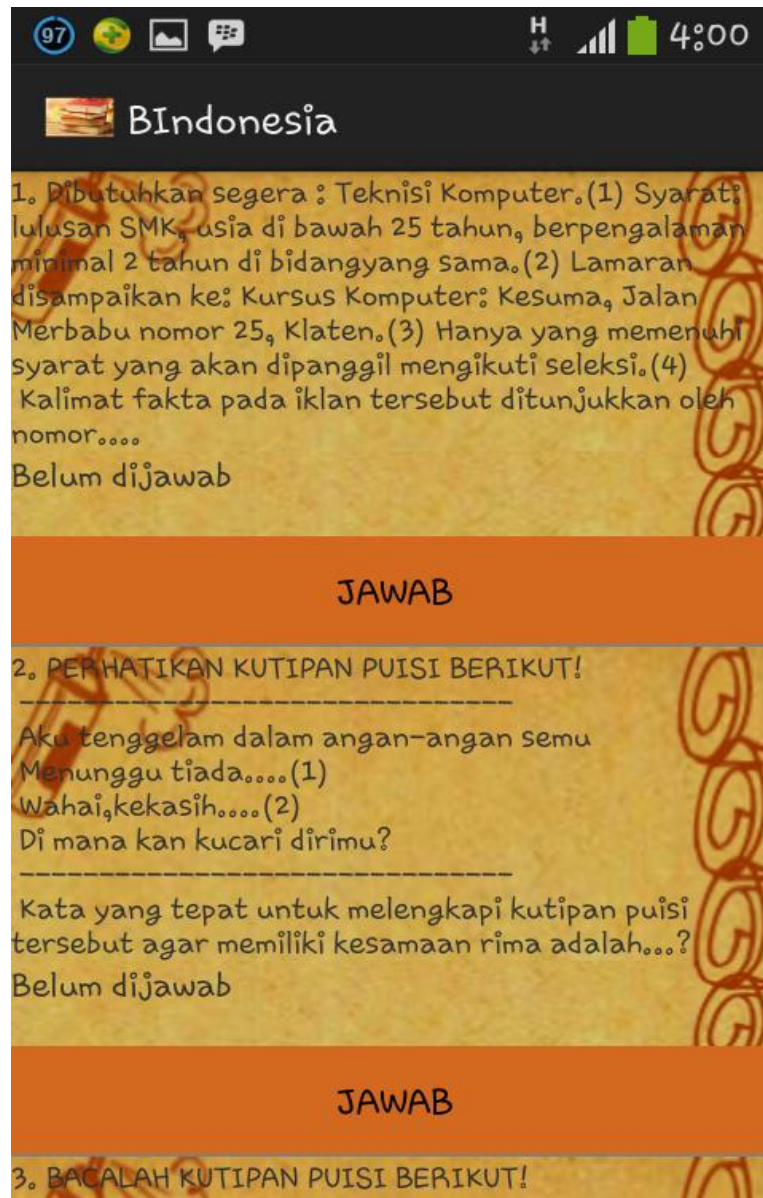 97 H 4:00
BIndonesia
1. Dibutuhkan segera : Teknisi Komputer.(1) Syarat:
lulusan SMK, usia di bawah 25 tahun, berpengalaman
minimal 2 tahun di bidangyang sama.(2) Lamaran
disampaikan ke: Kursus Komputer: Kesuma, Jalan
Merbabu nomor 25, Klaten.(3) Hanya yang memenuhi
syarat yang akan dipanggil mengikuti seleksi.(4)
Kalimat fakta pada iklan tersebut ditunjukkan oleh
nomor....
Belum dijawab
JAWAB
2. PERHATIKAN KUTIPAN PUISI BERIKUT!
-------------------------------
Aku tenggelam dalam angan-angan semu
Menunggu tiada....(1)
Wahai,kekasih....(2)
Di mana kan kucari dirimu?
-------------------------------
Kata yang tepat untuk melengkapi kutipan puisi
tersebut agar memiliki kesamaan rima adalah...?
Belum dijawab
JAWAB
3. BACALAH KUTIPAN PUISI BERIKUT!